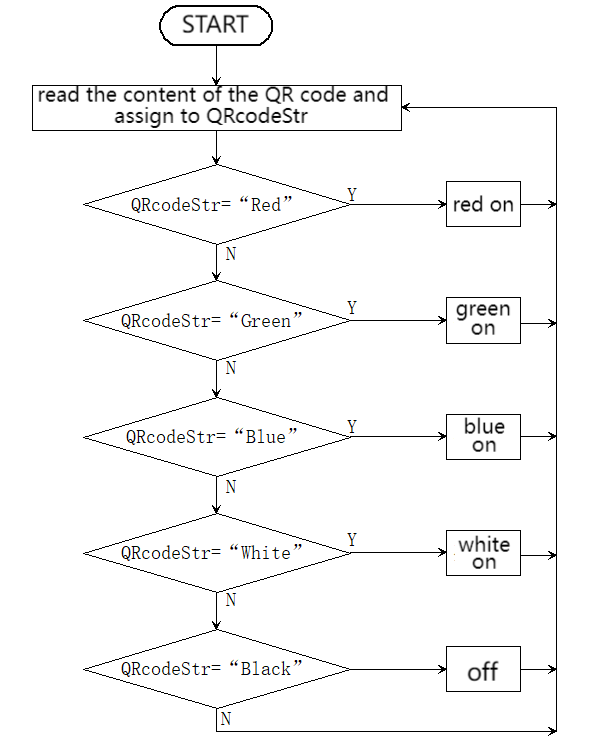 START
read the content of the QR code and
assign to QRcodeStr
QRcodeStr=“Red”
Y
red on
N
QRcodeStr=“Green”
Y
green
on
N
QRcodeStr=“Blue”
Y
blue
on
N
QRcodeStr=“White”
Y
white
on
N
QRcodeStr=“Black”
off
N